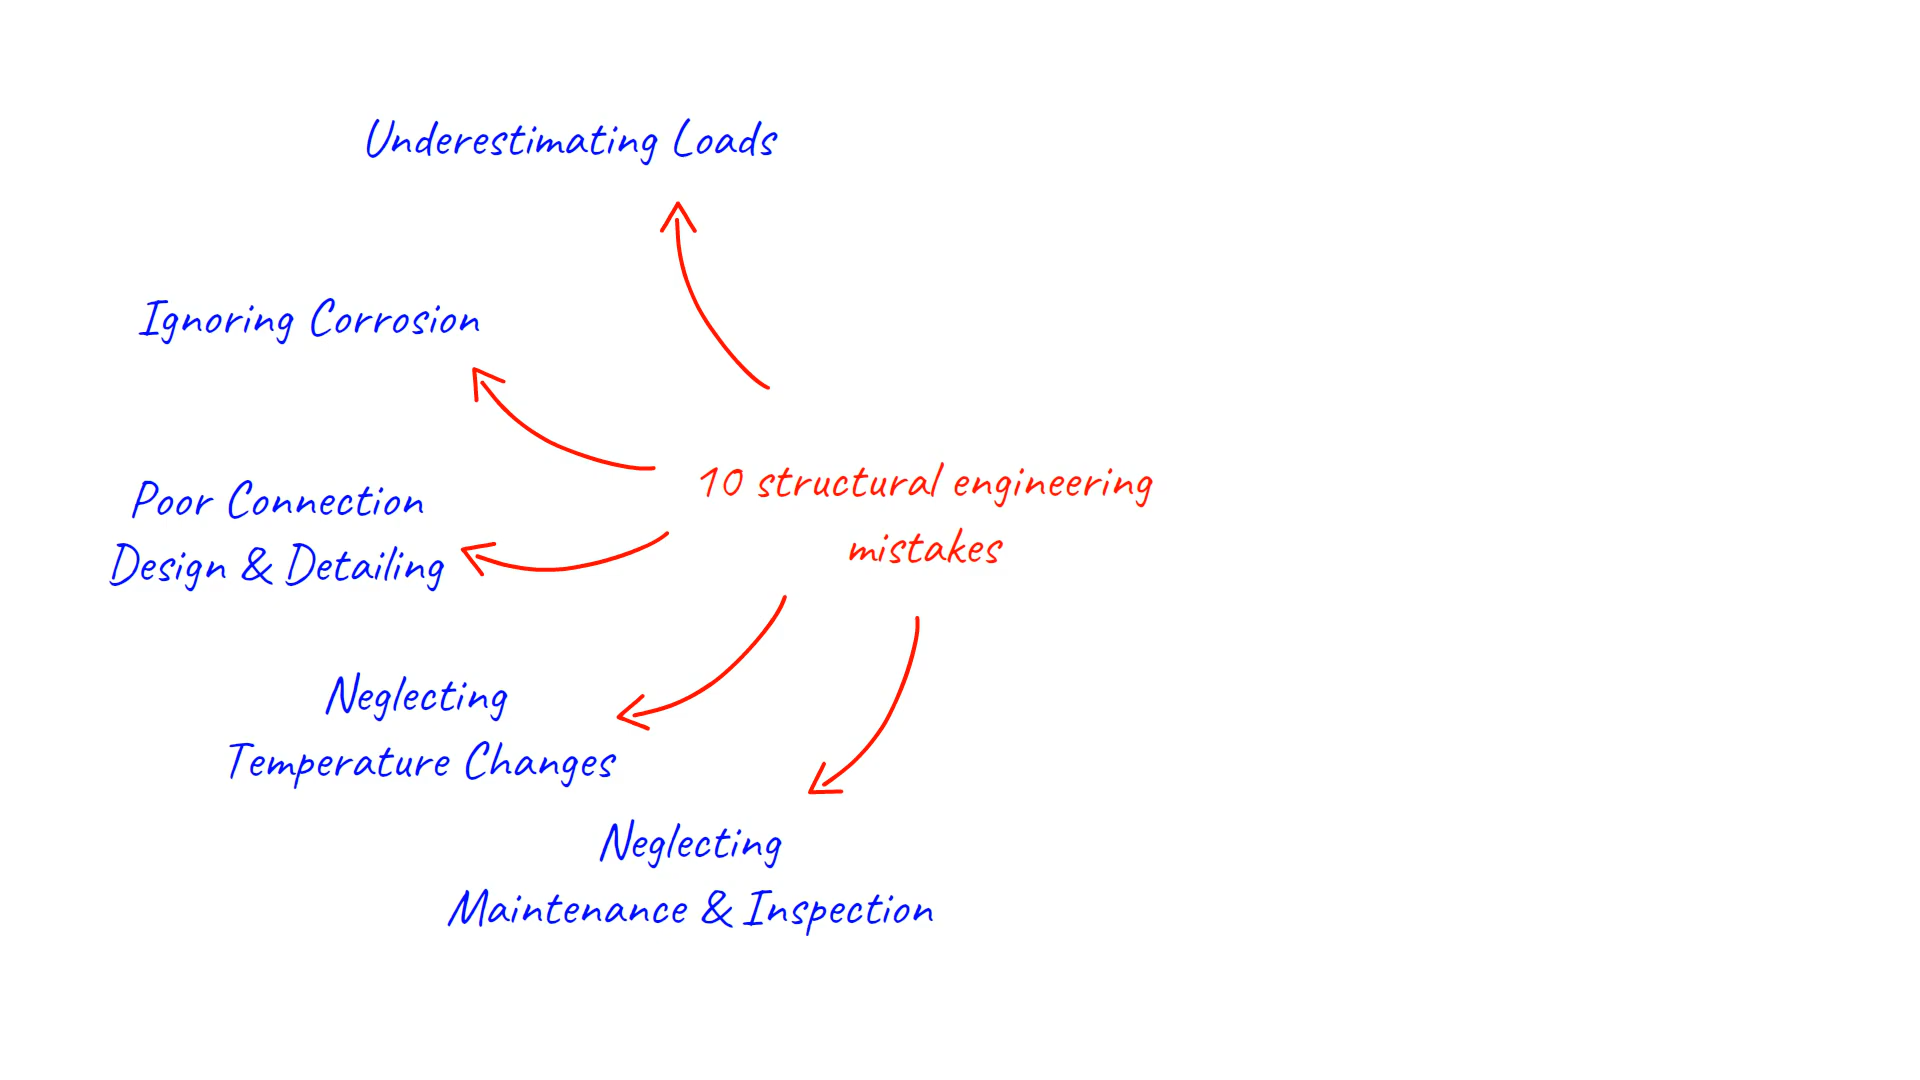 Underestimating Loads
Ignoring Corrosion
10 structural engineering
mistakes
Poor Connection
Design & Detailing
Neglecting
Temperature Changes
Neglecting
Maintenance & Inspection